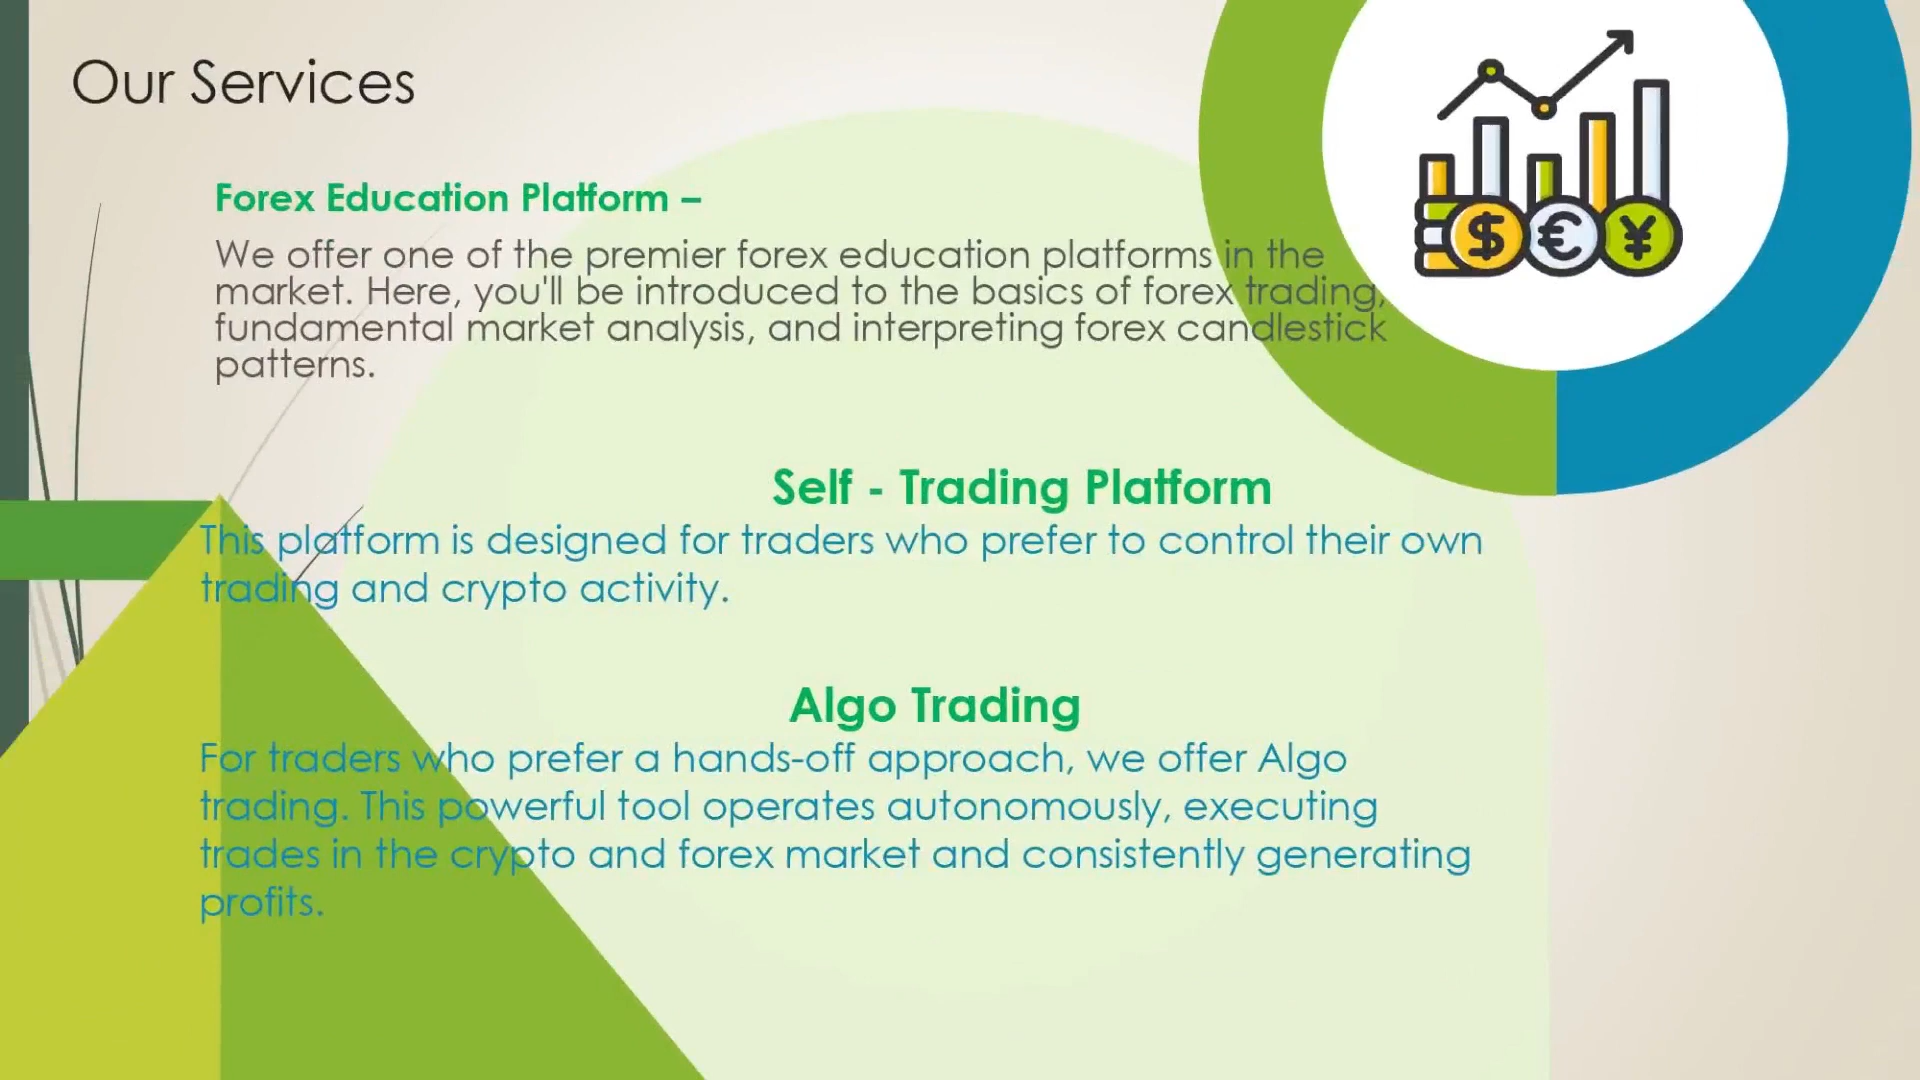 Our Services
Forex Education Platform –
We offer one of the premier forex education platforms in the
market. Here, you'll be introduced to the basics of forex trading,
fundamental market analysis, and interpreting forex candlestick
patterns.
$ € ¥
Self - Trading Platform
This platform is designed for traders who prefer to control their own
trading and crypto activity.
Algo Trading
For traders who prefer a hands-off approach, we offer Algo
trading. This powerful tool operates autonomously, executing
trades in the crypto and forex market and consistently generating
profits.